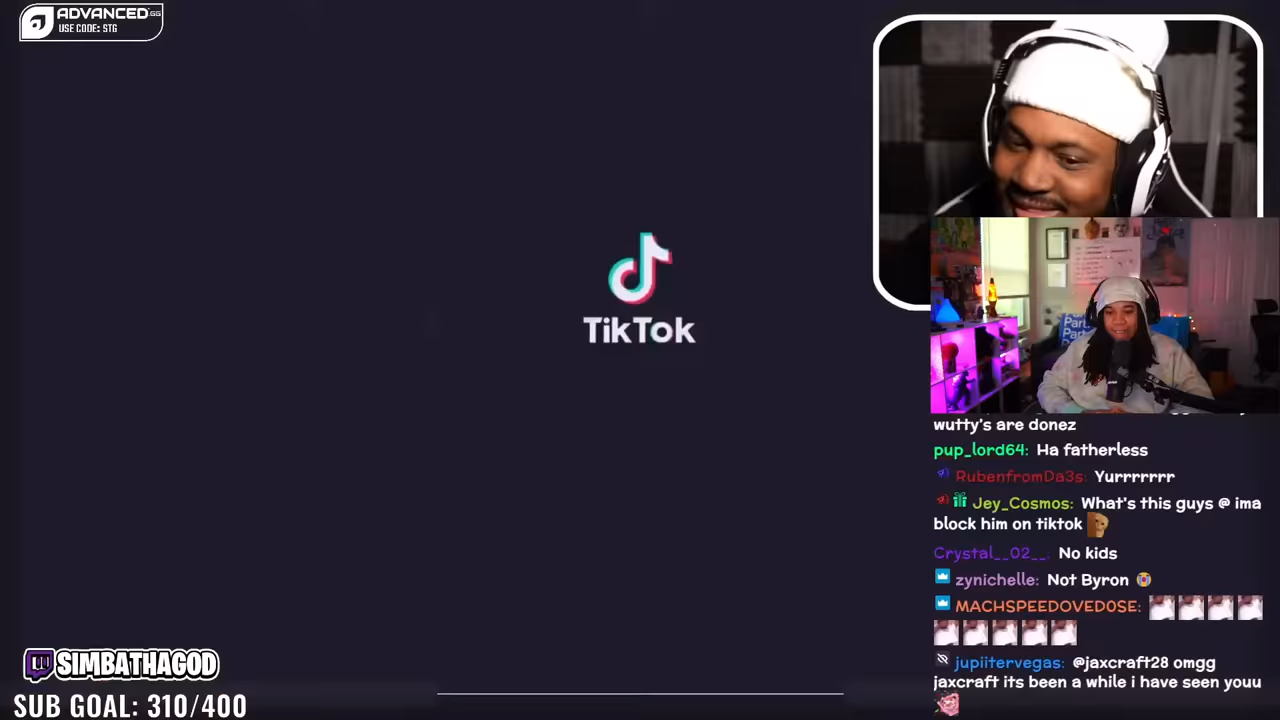 ADVANCED.GG
USE CODE: STG
TikTok
wutty's are donez
pup_lord64: Ha fatherless
RubenfromDa3s: Yurrrrrrr
Jey_Cosmos: What's this guys @ ima
block him on tiktok
Crystal__02__: No kids
zynichelle: Not Byron
MACHSPEEDOVED0SE:
jupiitervegas: @jaxcraft28 omgg
jaxcraft its been a while i have seen youu
SIMBATHAGOD
SUB GOAL: 310/400